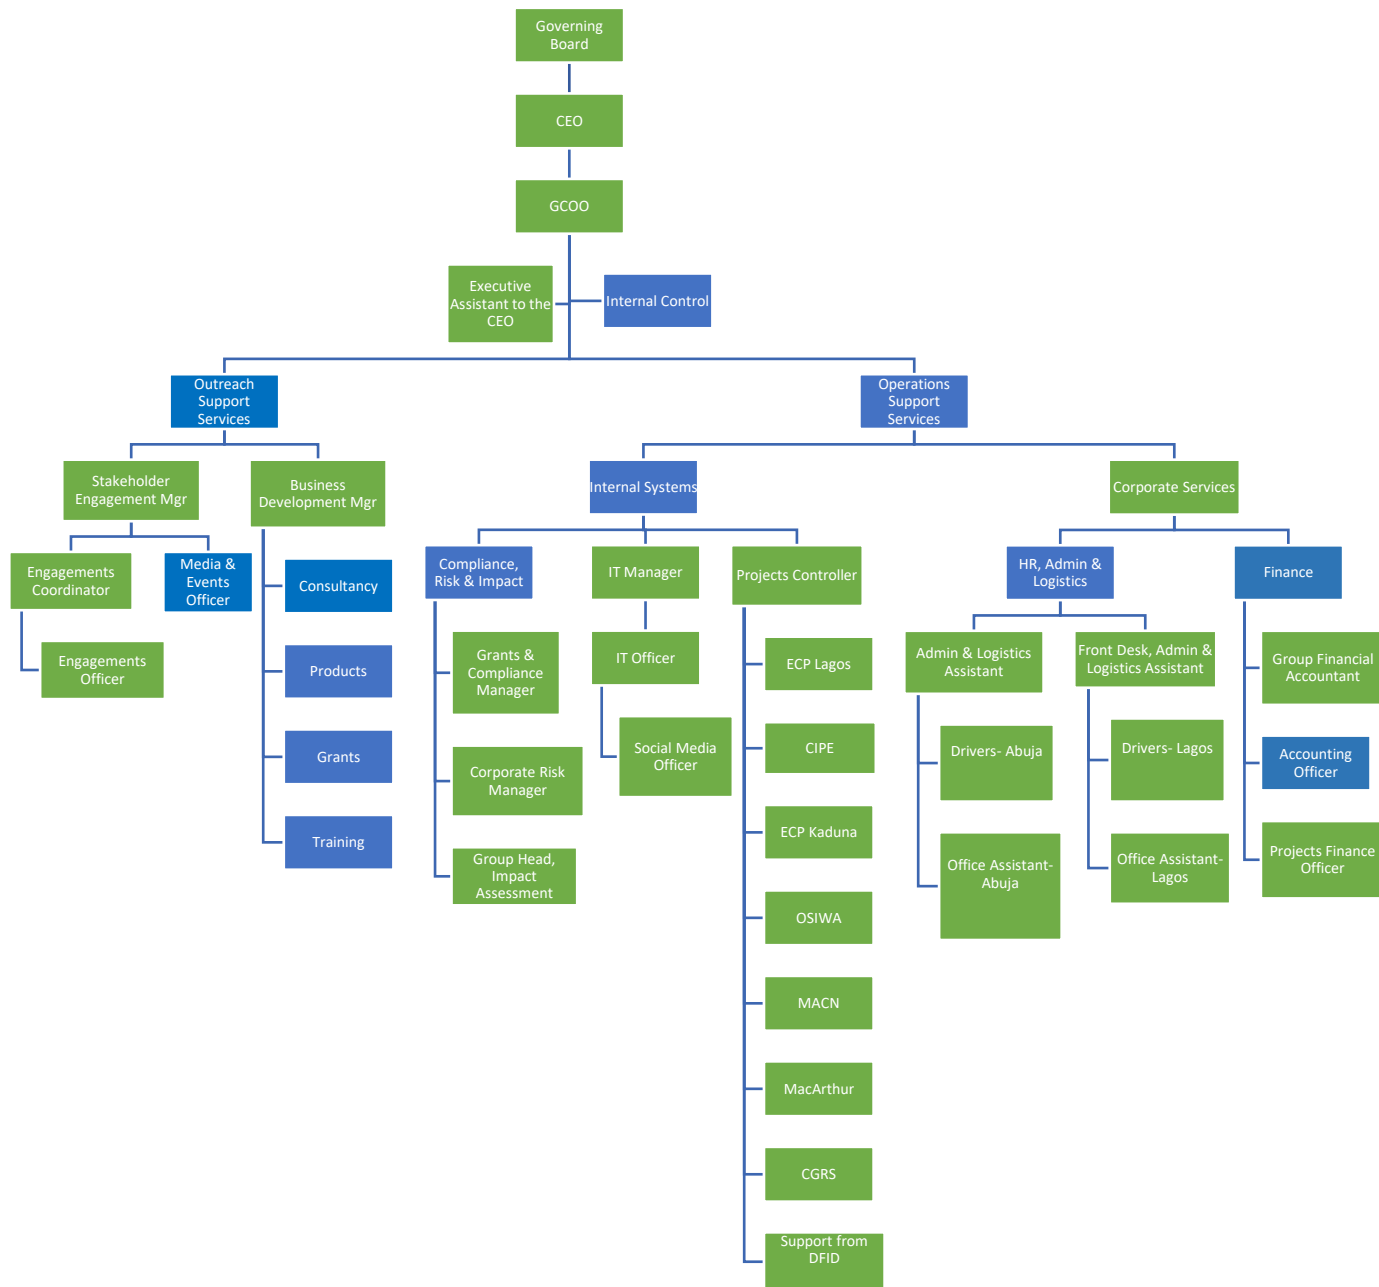 Governing
Board
CEO
GCOO
Executive
Assistant to the
CEO
Internal Control
Outreach
Support
Services
Operations
Support
Services
Stakeholder
Engagement Mgr
Business
Development Mgr
Internal Systems
Corporate Services
Engagements
Coordinator
Media &
Events
Officer
Engagements
Officer
Consultancy
Products
Grants
Training
Compliance,
Risk & Impact
IT Manager
Projects Controller
Grants &
Compliance
Manager
Corporate Risk
Manager
Group Head,
Impact
Assessment
IT Officer
Social Media
Officer
ECP Lagos
CIPE
ECP Kaduna
OSIWA
MACN
MacArthur
CGRS
Support from
DFID
HR, Admin &
Logistics
Finance
Admin & Logistics
Assistant
Front Desk, Admin &
Logistics Assistant
Drivers- Abuja
Office Assistant-
Abuja
Drivers- Lagos
Office Assistant-
Lagos
Group Financial
Accountant
Accounting
Officer
Projects Finance
Officer